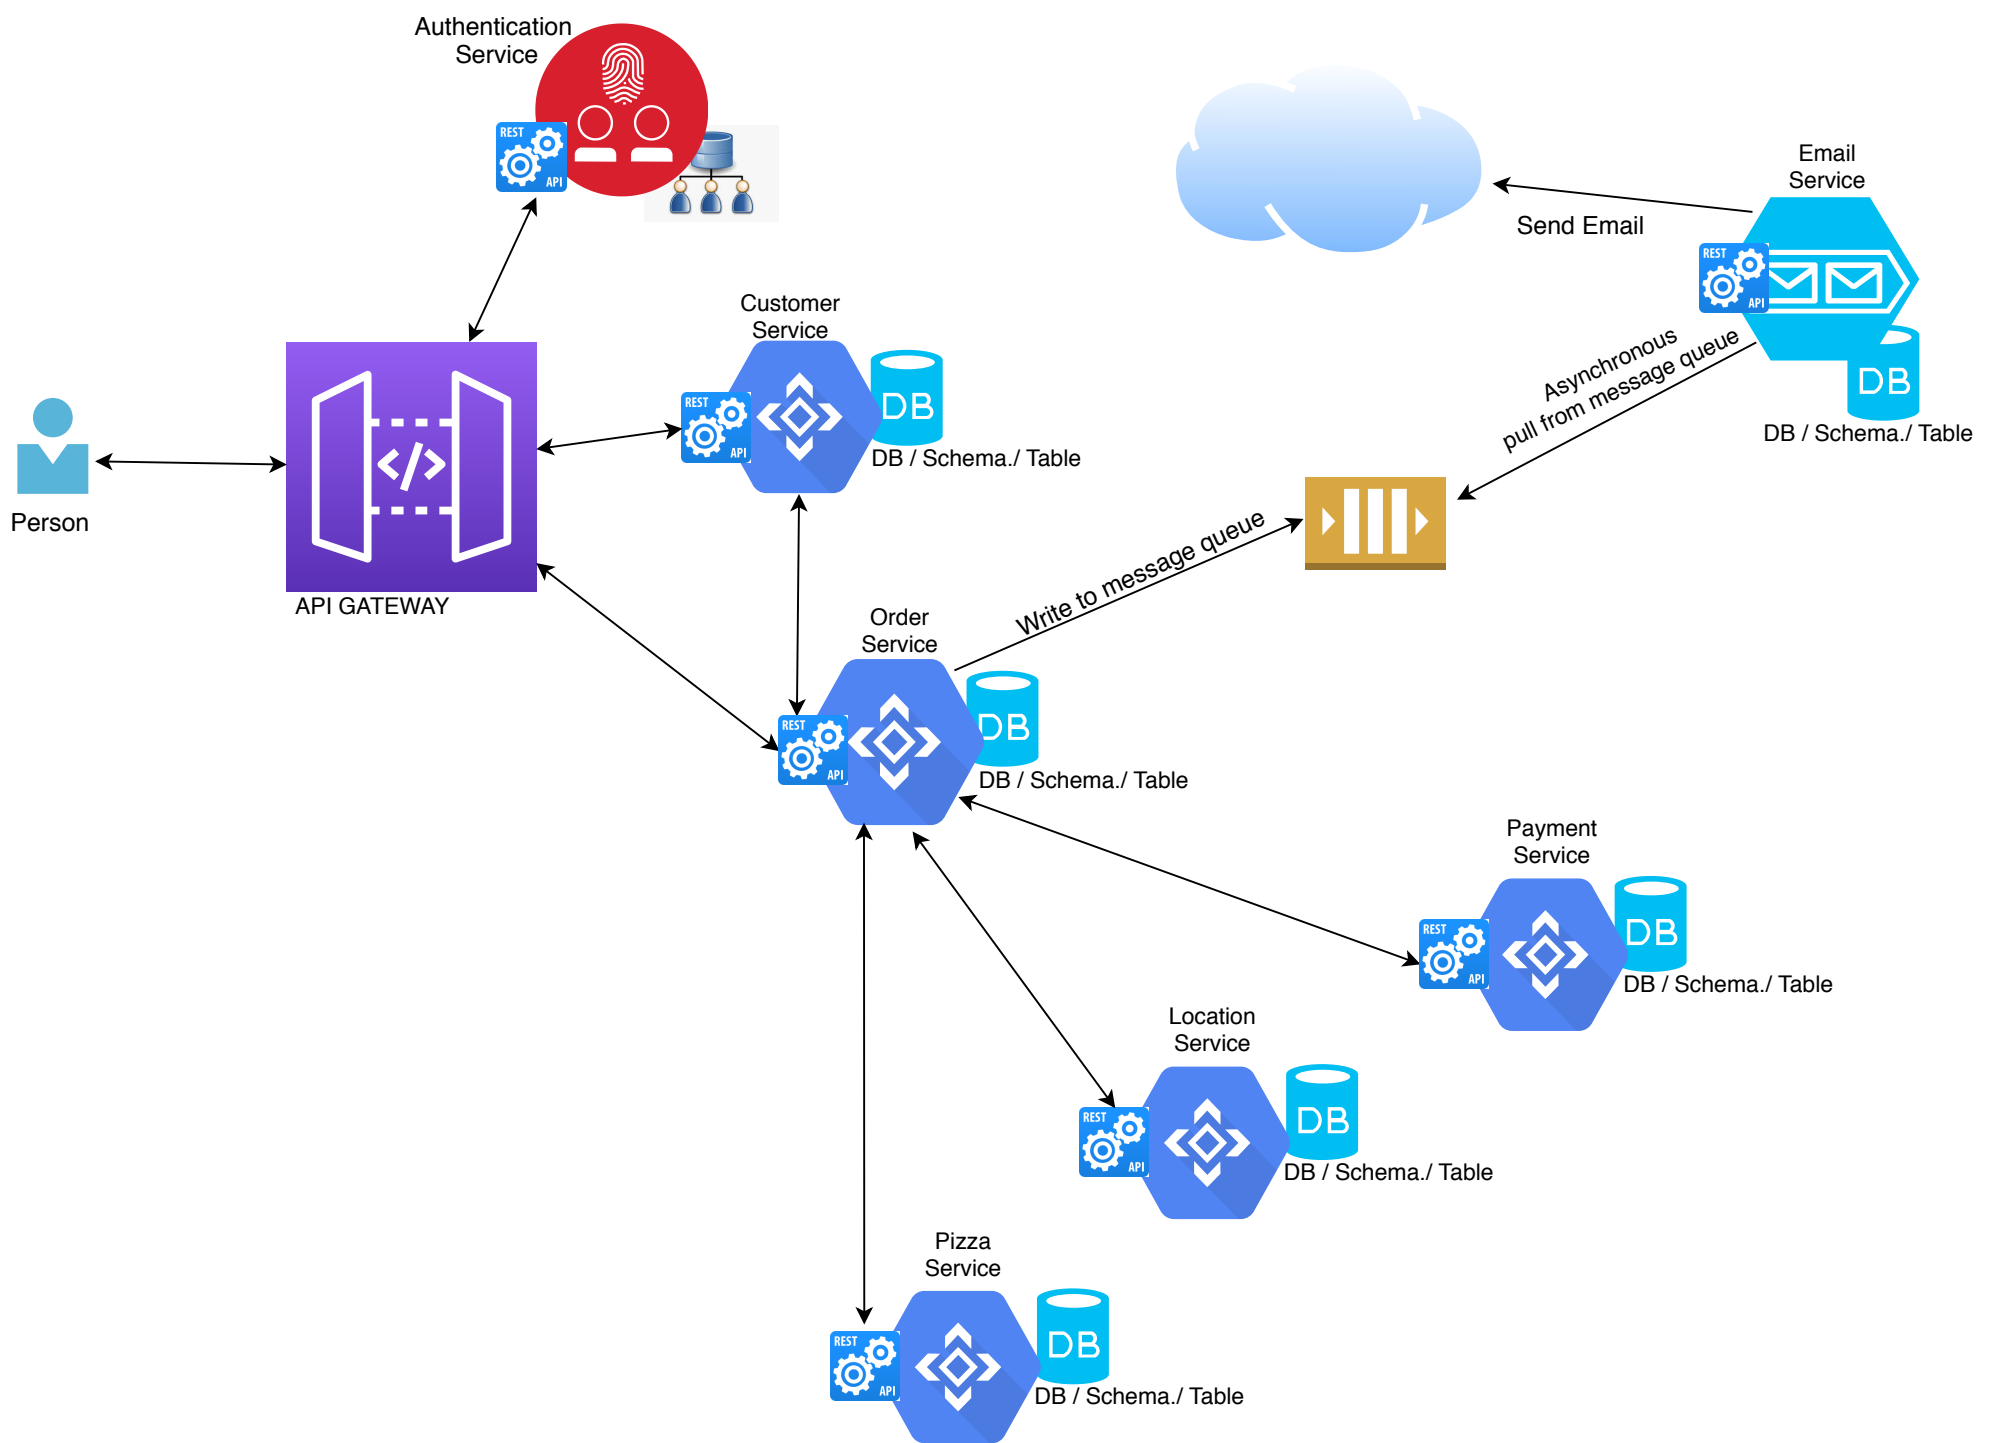 Authentication
Service
REST
API
Email
Service
Send Email
REST
API
Customer
Service
Asynchronous
pull from message queue
DB
DB / Schema./ Table
REST
API
DB
DB / Schema./ Table
Person
API GATEWAY
Write to message queue
Order
Service
REST
API
DB
DB / Schema./ Table
Payment
Service
REST
API
DB
DB / Schema./ Table
Location
Service
REST
API
DB
DB / Schema./ Table
Pizza
Service
REST
API
DB
DB / Schema./ Table